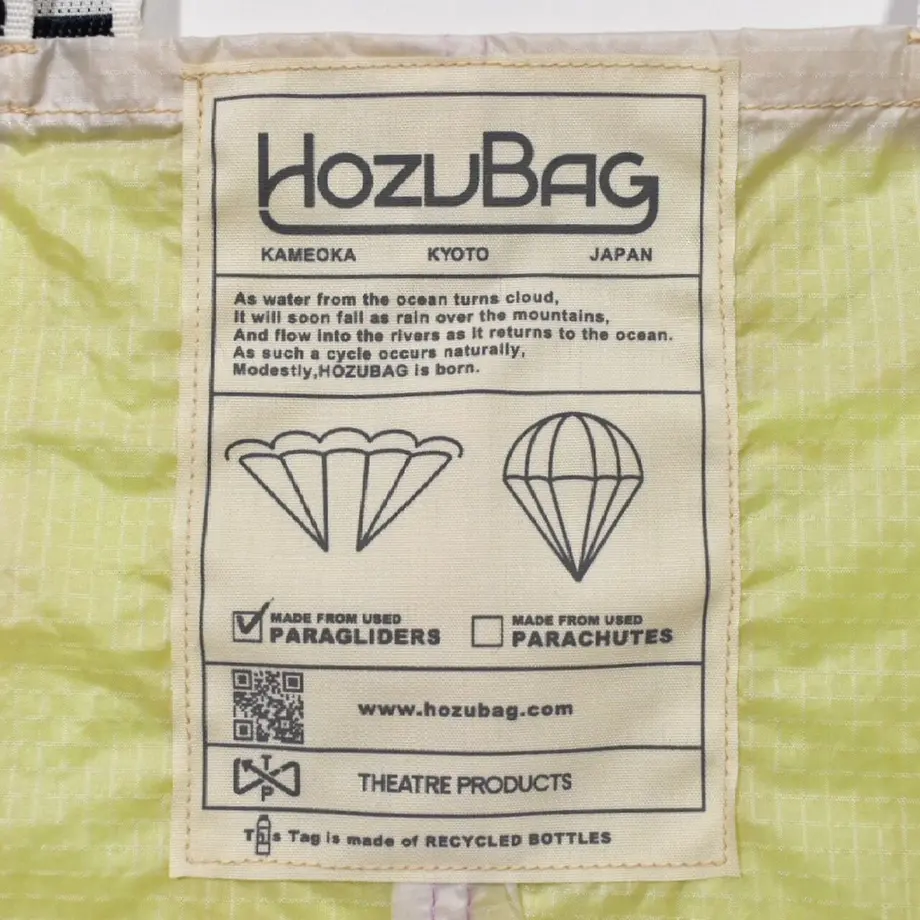 HOZUBAG
KAMEOKA KYOTO JAPAN
As water from the ocean turns cloud,
It will soon fall as rain over the mountains,
And flow into the rivers as it returns to the ocean.
As such a cycle occurs naturally,
Modestly,HOZUBAG is born.
MADE FROM USED
PARAGLIDERS
MADE FROM USED
PARACHUTES
www.hozubag.com
T P
THEATRE PRODUCTS
This Tag is made of RECYCLED BOTTLES